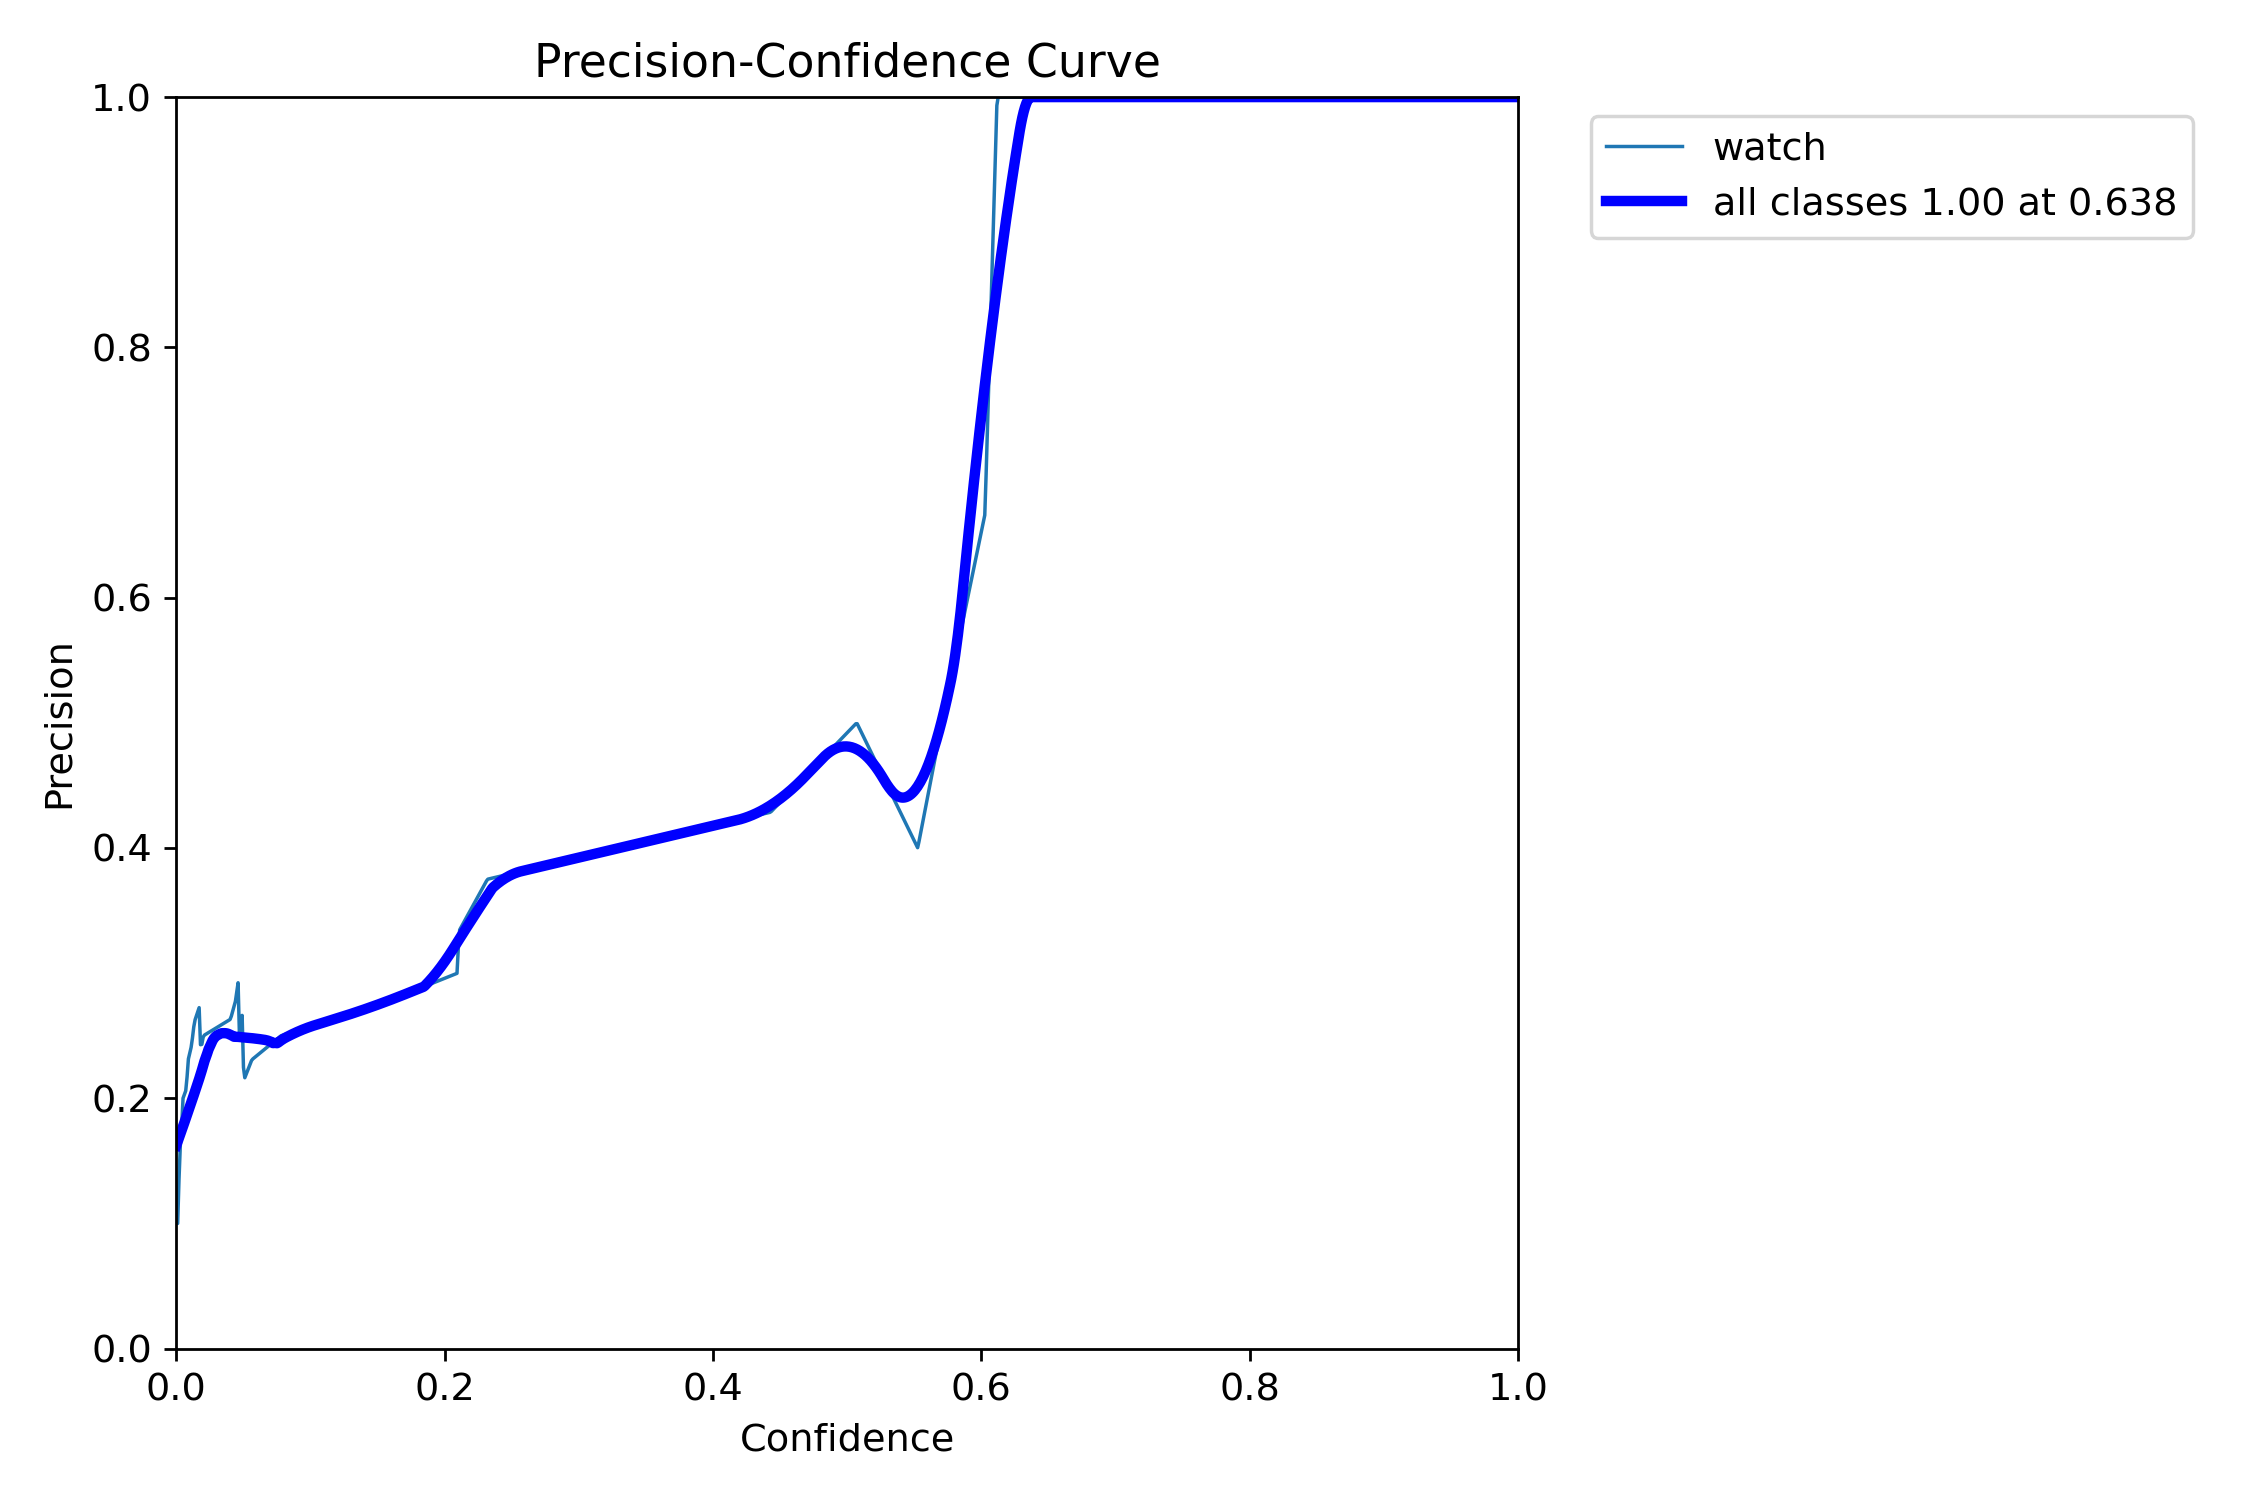 Precision-Confidence Curve
1.0
0.8
0.6
0.4
0.2
0.0
Precision
0.0 0.2 0.4 0.6 0.8 1.0
Confidence
watch
all classes 1.00 at 0.638